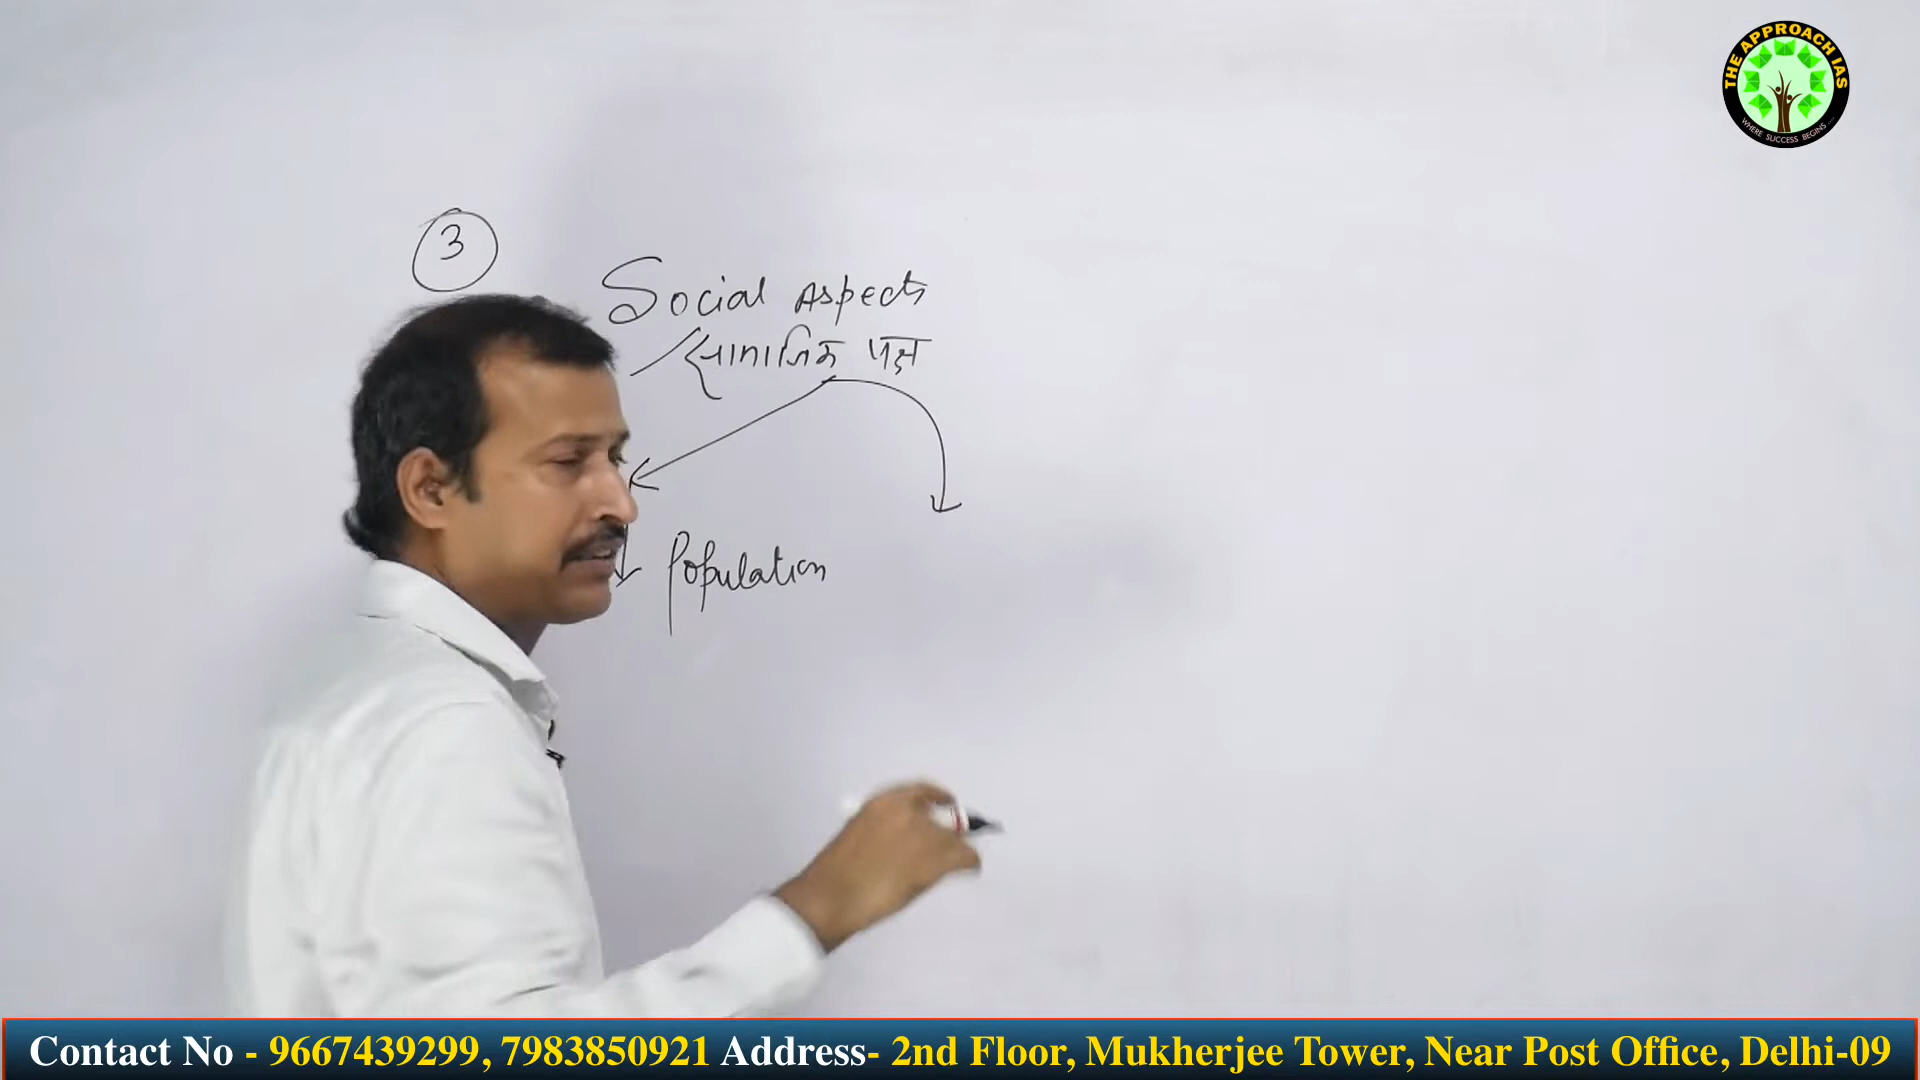 THE APPROACH IAS
WHERE SUCCESS BEGINS ....
3
Social Aspects
सामाजिक पक्ष
Population
Contact No - 9667439299, 7983850921 Address- 2nd Floor, Mukherjee Tower, Near Post Office, Delhi-09